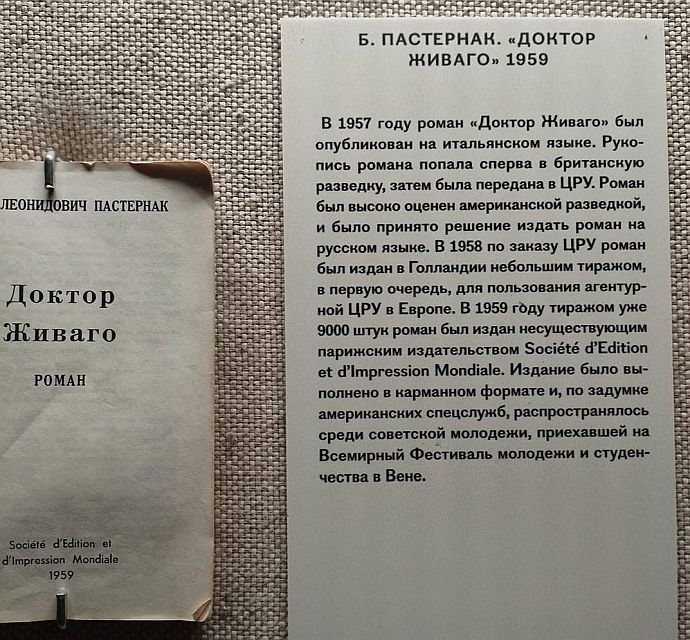 ЛЕОНИДОВИЧ ПАСТЕРНАК
Доктор
Живаго
РОМАН
Société d'Edition et
d'Impression Mondiale
1959
Б. ПАСТЕРНАК. «ДОКТОР
ЖИВАГО» 1959
В 1957 году роман «Доктор Живаго» был
опубликован на итальянском языке. Руко-
пись романа попала сперва в британскую
разведку, затем была передана в ЦРУ. Роман
был высоко оценен американской разведкой,
и было принято решение издать роман на
русском языке. В 1958 по заказу ЦРУ роман
был издан в Голландии небольшим тиражом,
в первую очередь, для пользования агентур-
ной ЦРУ в Европе. В 1959 году тиражом уже
9000 штук роман был издан несуществующим
парижским издательством Société d'Edition
et d'Impression Mondiale. Издание было вы-
полнено в карманном формате и, по задумке
американских спецслужб, распространялось
среди советской молодежи, приехавшей на
Всемирный Фестиваль молодежи и студен-
чества в Вене.